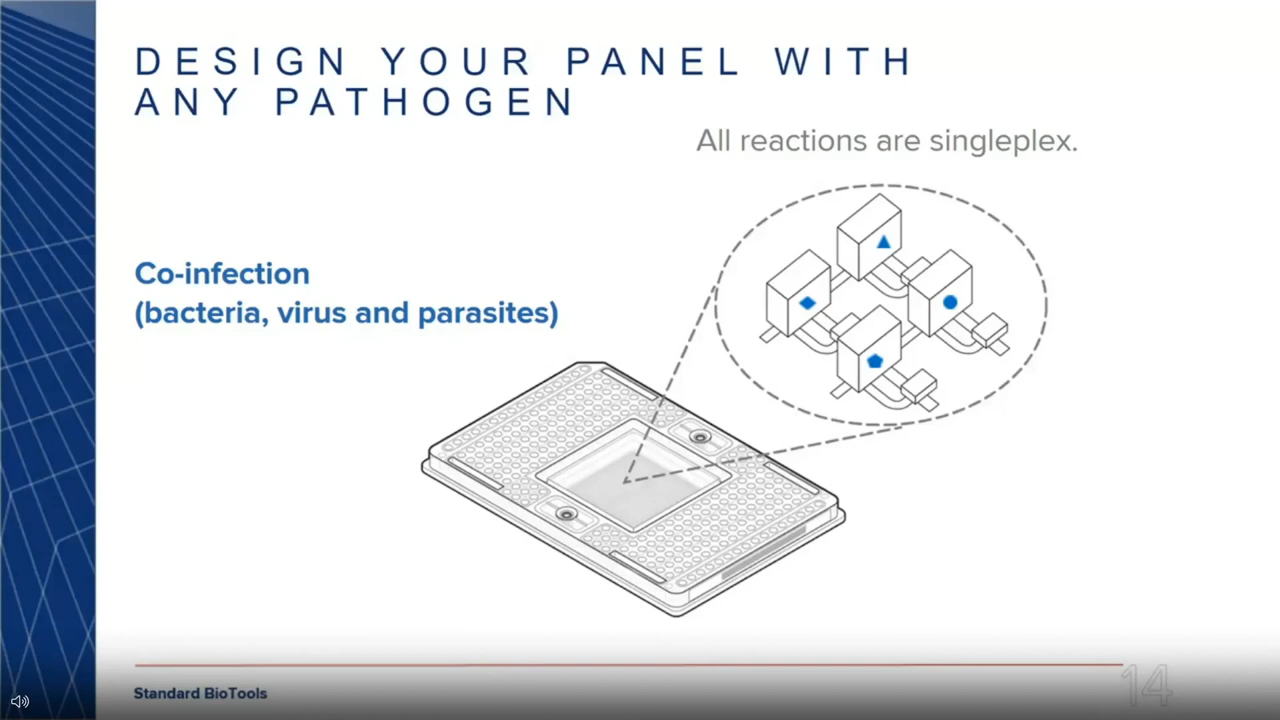 DESIGN YOUR PANEL WITH
ANY PATHOGEN
All reactions are singleplex.
Co-infection
(bacteria, virus and parasites)
Standard BioTools
14